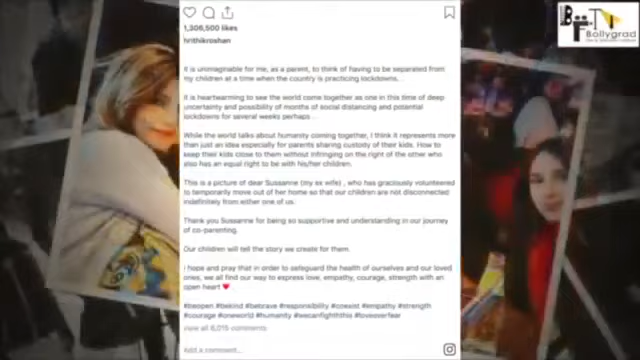 Bollygrad
1,306,500 likes
hrithikroshan
It is unimaginable for me, as a parent, to think of having to be separated from
my children at a time when the country is practicing lockdowns. .
It is heartwarming to see the world come together as one in this time of deep
uncertainty and possibility of months of social distancing and potential
lockdowns for several weeks perhaps .
While the world talks about humanity coming together, I think it represents more
than just an idea especially for parents sharing custody of their kids. How to
keep their kids close to them without infringing on the right of the other who
also has an equal right to be with his/her children.
This is a picture of dear Sussanne (my ex wife) , who has graciously volunteered
to temporarily move out of her home so that our children are not disconnected
indefinitely from either one of us.
Thank you Sussanne for being so supportive and understanding in our journey
of co-parenting.
Our children will tell the story we create for them.
I hope and pray that in order to safeguard the health of ourselves and our loved
ones, we all find our way to express love, empathy, courage, strength with an
open heart ❤️
#beopen #bekind #bebrave #responsibility #coexist #empathy #strength
#courage #oneworld #humanity #wecanfightthis #loveoverfear
view all 6,015 comments
Add a comment...